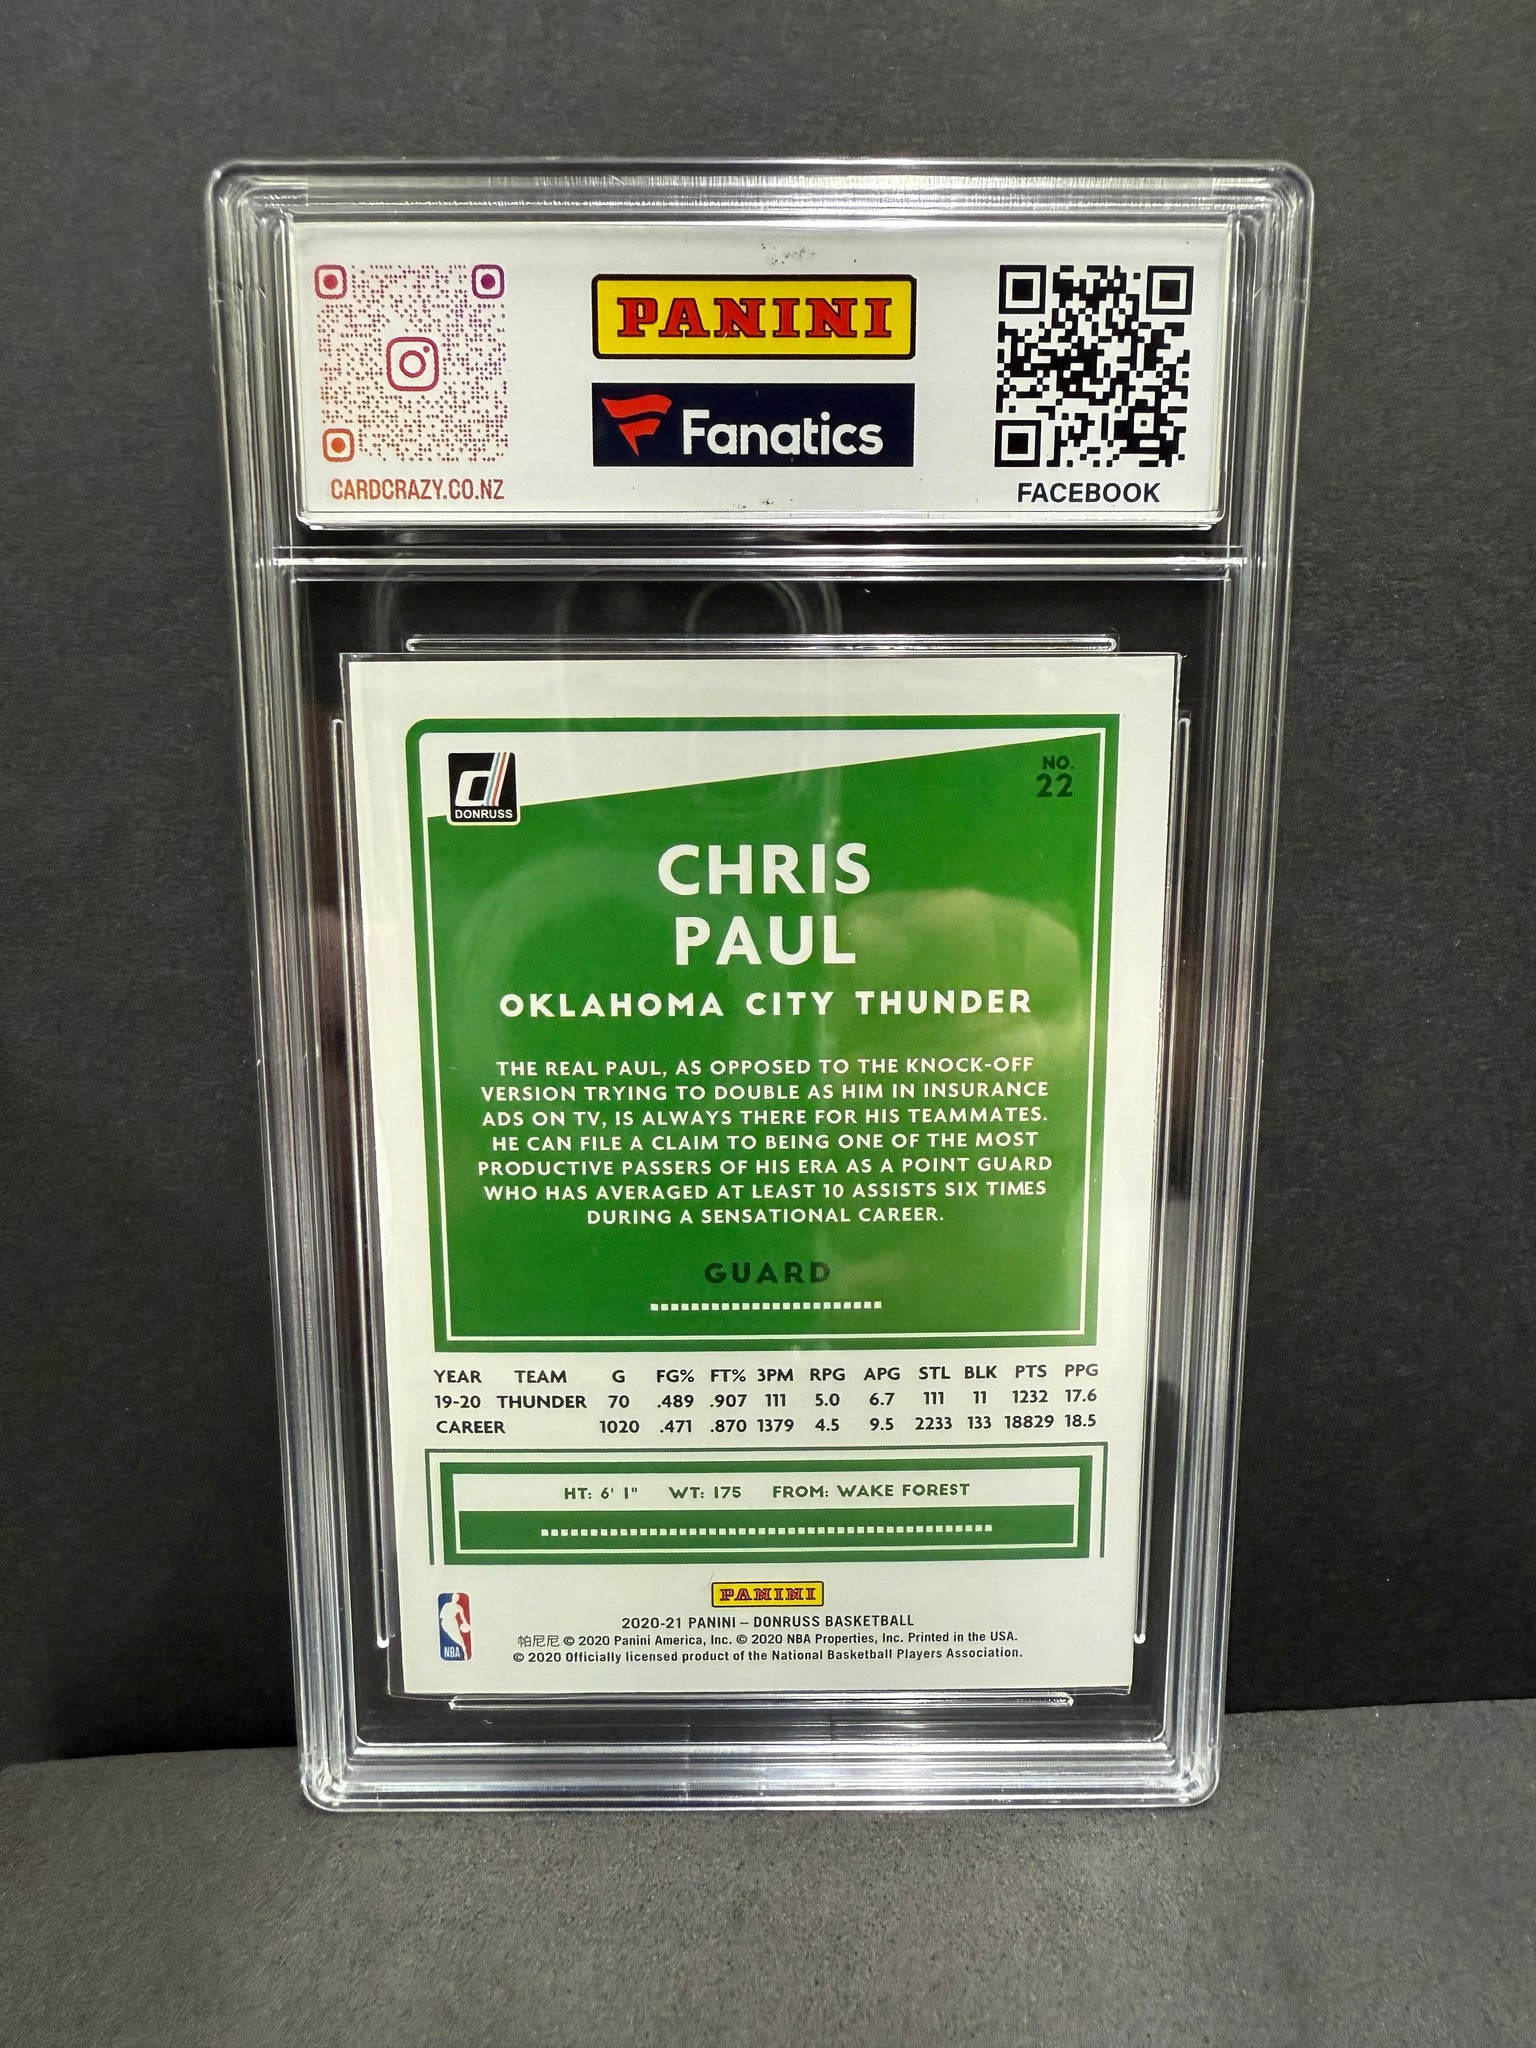 PANINI
Fanatics
CARDCRAZY.CO.NZ
FACEBOOK
d
DONRUSS
NO.
22
CHRIS
PAUL
OKLAHOMA CITY THUNDER
THE REAL PAUL, AS OPPOSED TO THE KNOCK-OFF
VERSION TRYING TO DOUBLE AS HIM IN INSURANCE
ADS ON TV, IS ALWAYS THERE FOR HIS TEAMMATES.
HE CAN FILE A CLAIM TO BEING ONE OF THE MOST
PRODUCTIVE PASSERS OF HIS ERA AS A POINT GUARD
WHO HAS AVERAGED AT LEAST 10 ASSISTS SIX TIMES
DURING A SENSATIONAL CAREER.
GUARD
YEAR TEAM G FG% FT% 3PM RPG APG STL BLK PTS PPG
19-20 THUNDER 70 .489 .907 111 5.0 6.7 111 11 1232 17.6
CAREER 1020 .471 .870 1379 4.5 9.5 2233 133 18829 18.5
HT: 6' 1" WT: 175 FROM: WAKE FOREST
PANINI
2020-21 PANINI – DONRUSS BASKETBALL
帕尼尼 © 2020 Panini America, Inc. © 2020 NBA Properties, Inc. Printed in the USA.
© 2020 Officially licensed product of the National Basketball Players Association.
NBA